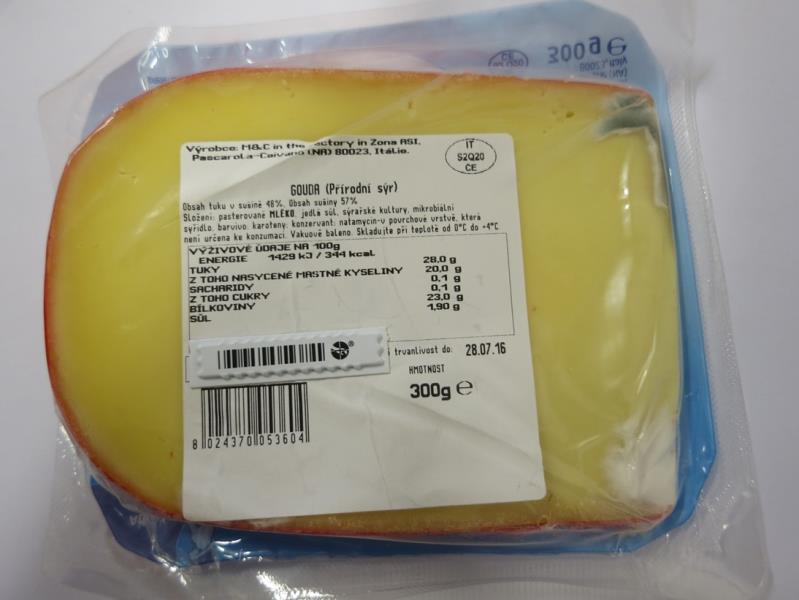 300g e
80023, Italy
Výrobce: M&C in the ctory in Zona ASI,
Pascarola-Caivano (NA) 80023, Itálie.
IT
S2Q20
CE
GOUDA (Přírodní sýr)
Obsah tuku v sušině 48%, Obsah sušiny 57%
Složení: pasterované MLÉKO, jedlá sůl, sýrařské kultury, mikrobiální
syřidlo, barvivo: karoteny; konzervant: natamycin-v povrchové vrstvě, která
není určena ke konzumaci. Vakuově baleno. Skladujte při teplotě od 0°C do +4°C
VÝŽIVOVÉ ÚDAJE NA 100g
ENERGIE 1429 kJ / 344 kcal
TUKY 28,0 g
Z TOHO NASYCENÉ MASTNÉ KYSELINY 20,0 g
SACHARIDY 0,1 g
Z TOHO CUKRY 0,1 g
BÍLKOVINY 23,0 g
SŮL 1,90 g
trvanlivost do: 28.07.16
HMOTNOST
300g e
8 024370 053604